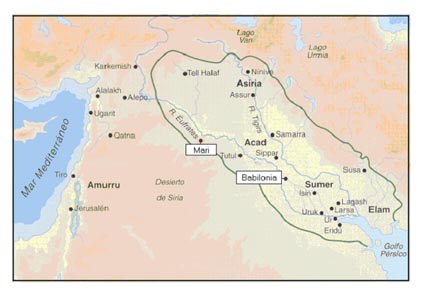 Lago
Van
Lago
Urmia
Karkemish
Tell Hallaf
Nínive
Asiria
Alalakh
Alepo
Assur
Ugarit
R. Eufrates
R. Tigris
Mar Mediterráneo
Qatna
Samarra
Mari
Acad
Tutul
Sippar
Tiro
Amurru
Desierto
de Siria
Babilonia
Susa
Sumer
Isin
Jerusalén
Lagash
Uruk
Larsa
Elam
Ur
Eridu
Golfo
Pérsico